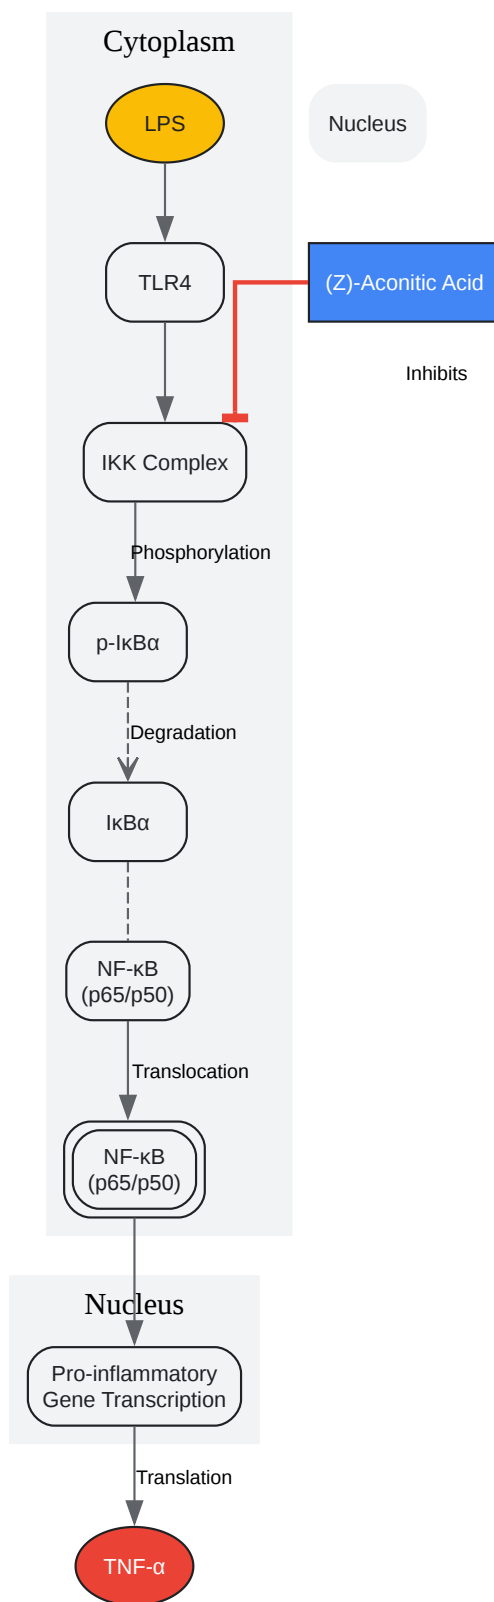 Cytoplasm
LPS
Nucleus
TLR4
(Z)-Aconitic Acid
Inhibits
IKK Complex
Phosphorylation
p-IκBα
Degradation
IκBα
NF-κB
(p65/p50)
Translocation
NF-κB
(p65/p50)
Nucleus
Pro-inflammatory
Gene Transcription
Translation
TNF-α